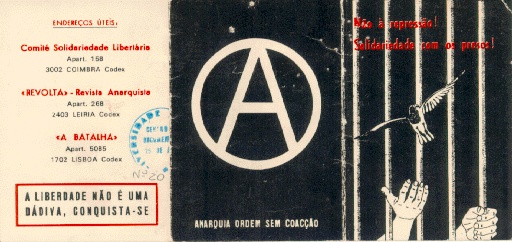 ENDEREÇOS ÚTEIS:
Comité Solidariedade Libertária
Apart. 158
3002 COIMBRA Codex
«REVOLTA» - Revista Anarquista
Apart. 268
2403 LEIRIA Codex
«A BATALHA»
Apart. 5085
1702 LISBOA Codex
A LIBERDADE NÃO É UMA
DÁDIVA, CONQUISTA-SE
A
ANARQUIA ORDEM SEM COACÇÃO
Não à repressão!
Solidariedade com os presos!